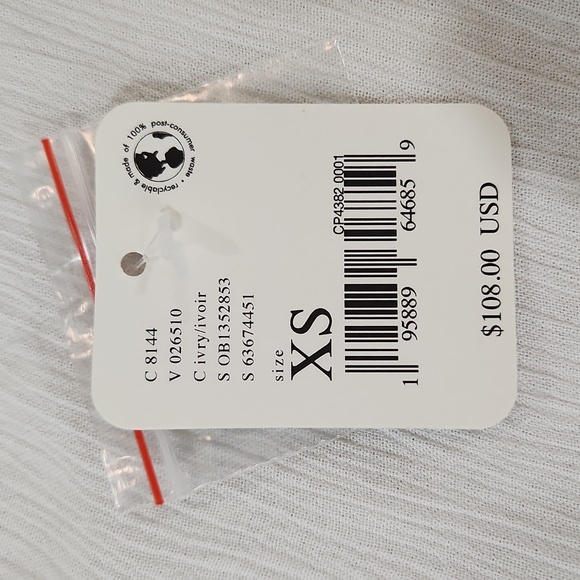 recyclable & made of 100% post-consumer waste •
C 8144
V 026510
C ivry/ivoir
S OB1352853
S 63674451
size
XS
CP4382 0001
1 95889 64685 9
$108.00 USD